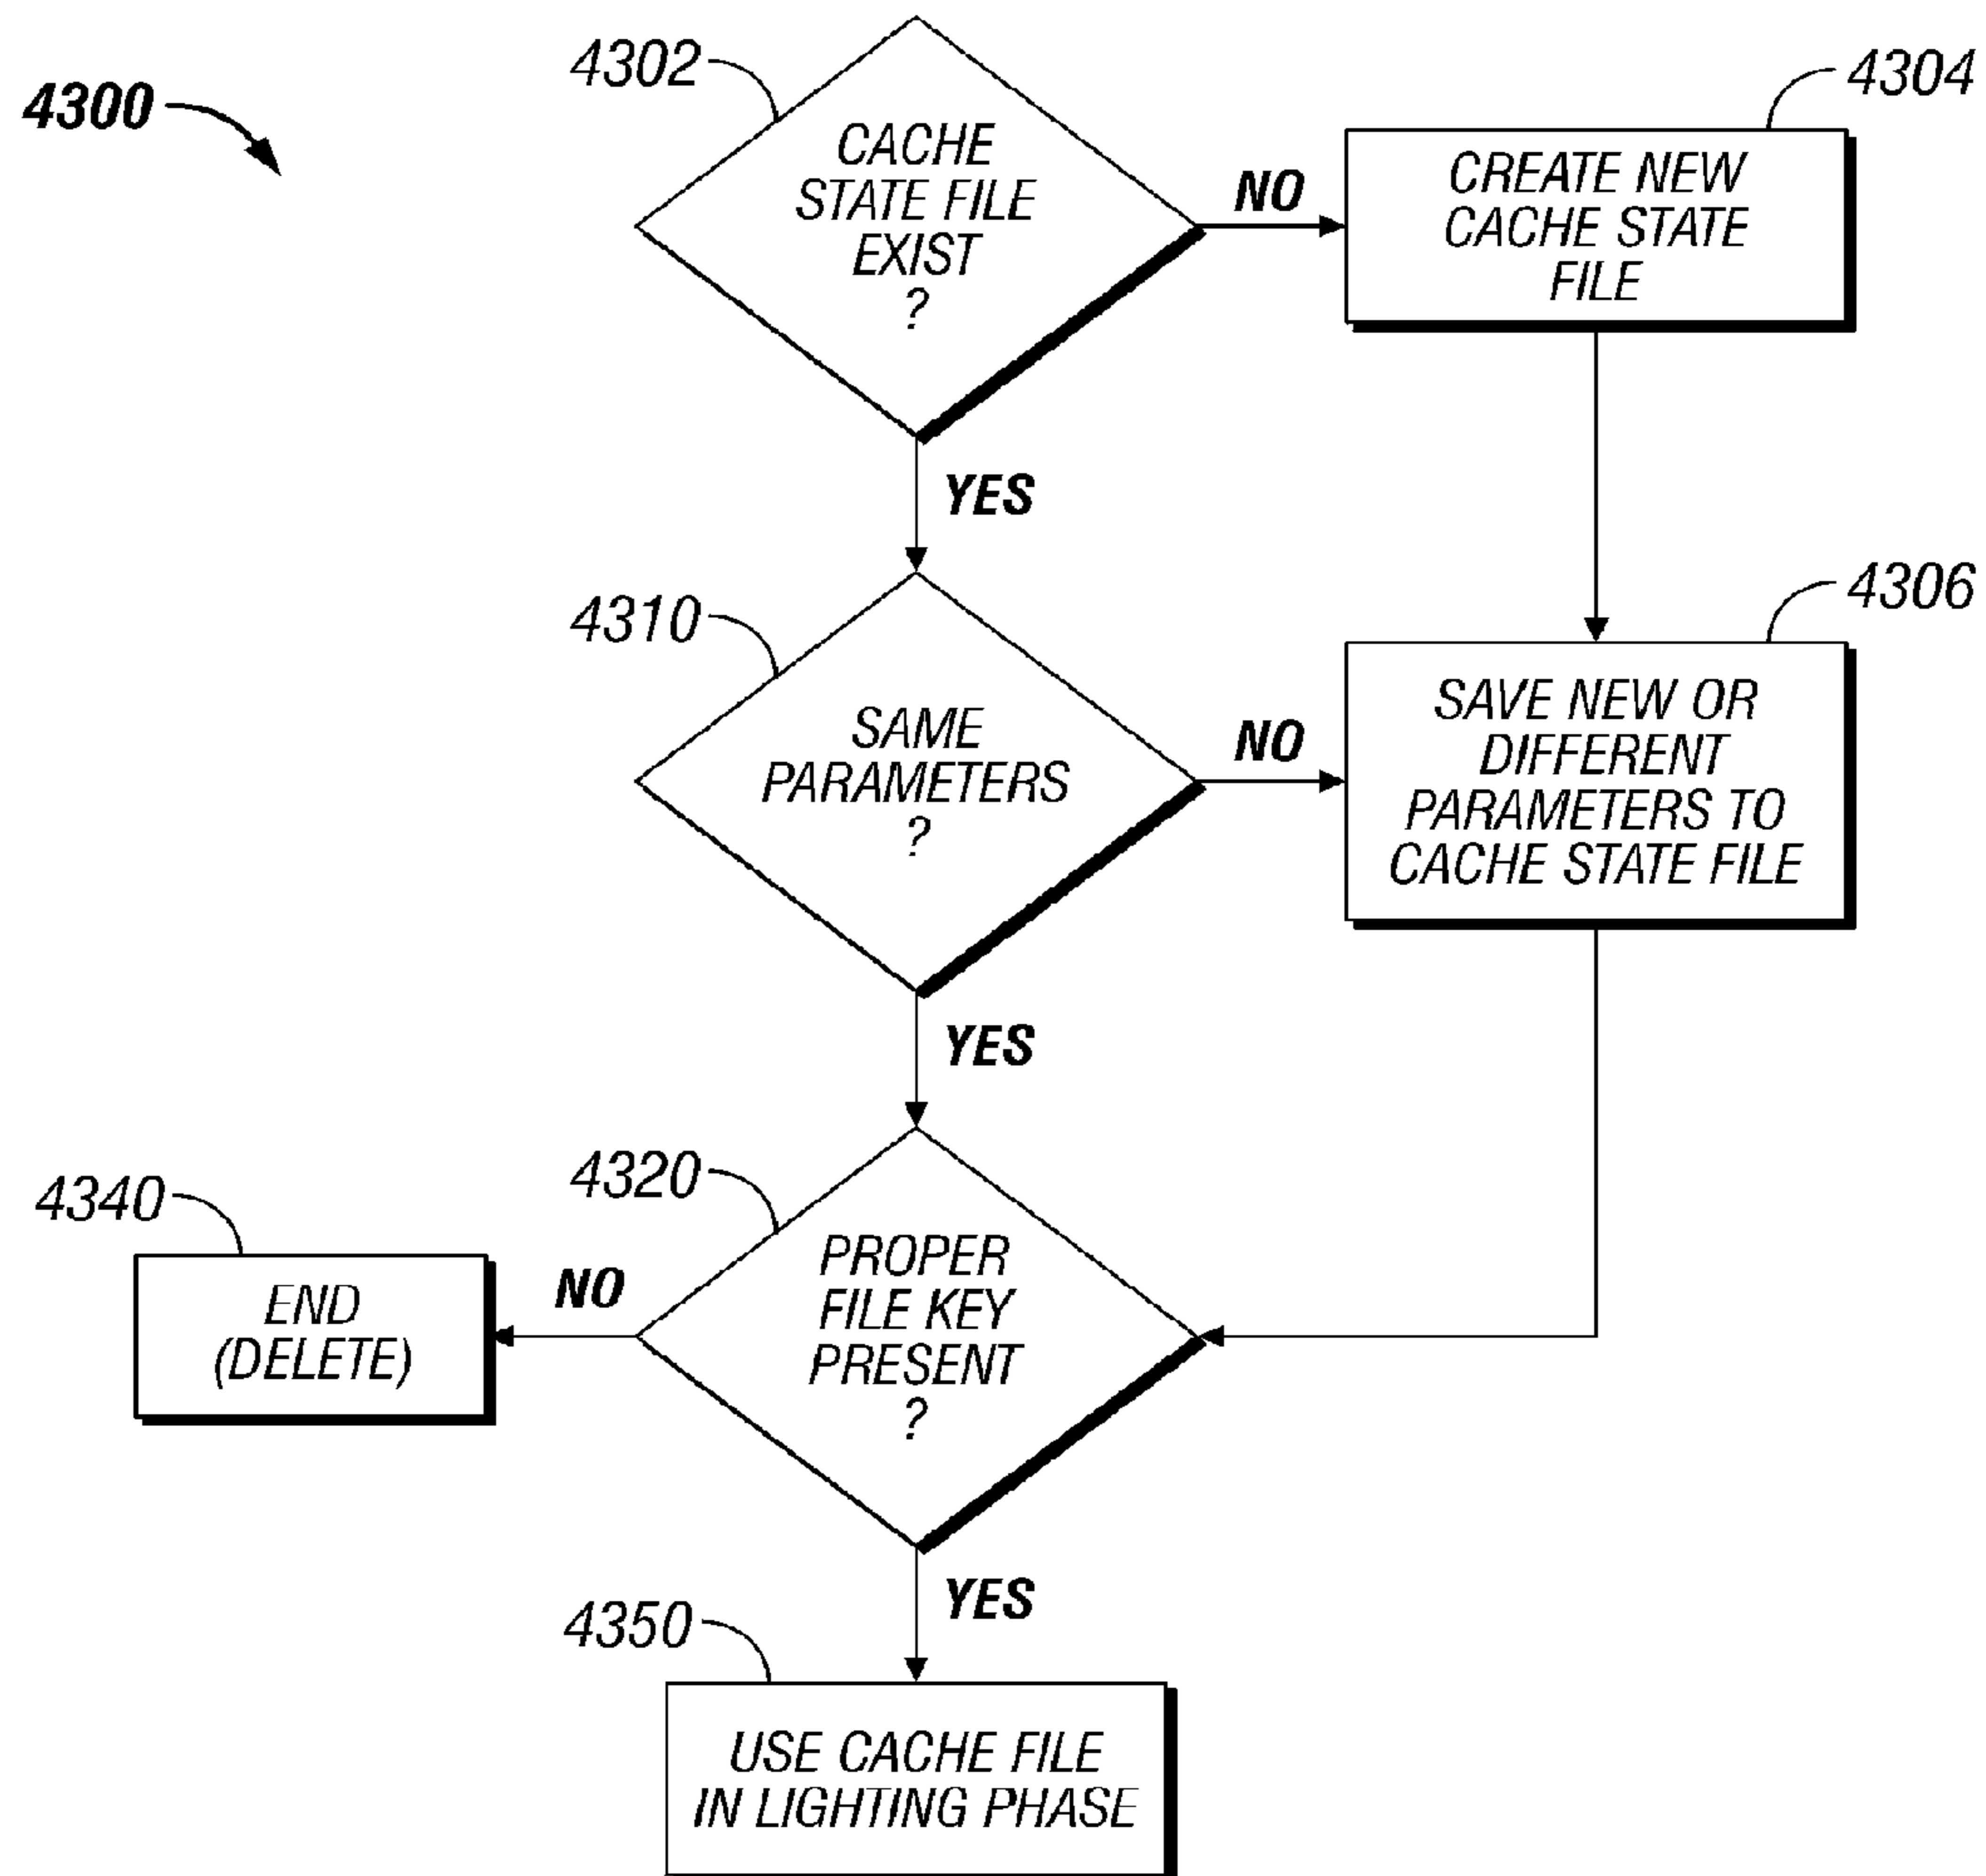 4300
4302
CACHE
STATE FILE
EXIST
?
NO
4304
CREATE NEW
CACHE STATE
FILE
YES
4310
SAME
PARAMETERS
?
NO
4306
SAVE NEW OR
DIFFERENT
PARAMETERS TO
CACHE STATE FILE
YES
4320
PROPER
FILE KEY
PRESENT
?
NO
4340
END
(DELETE)
YES
4350
USE CACHE FILE
IN LIGHTING PHASE